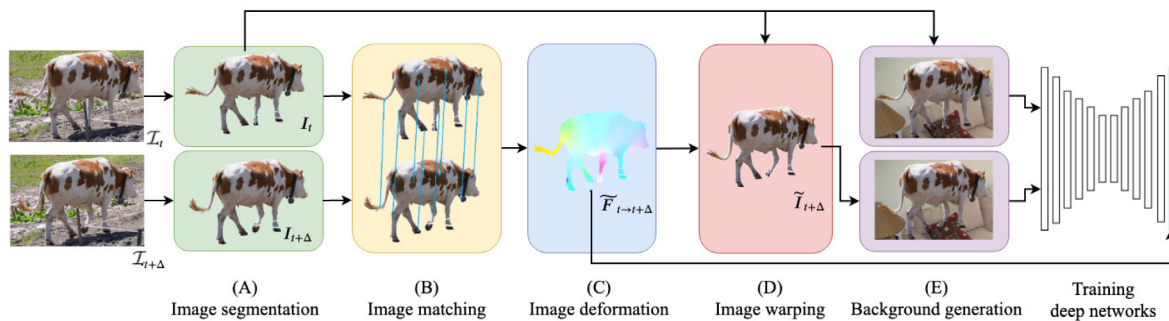 𝓘ₜ
𝓘ₜ₊Δ
Iₜ
Iₜ₊Δ
F̃ₜ→ₜ₊Δ
Ĩₜ₊Δ
(A)
Image segmentation
(B)
Image matching
(C)
Image deformation
(D)
Image warping
(E)
Background generation
Training
deep networks